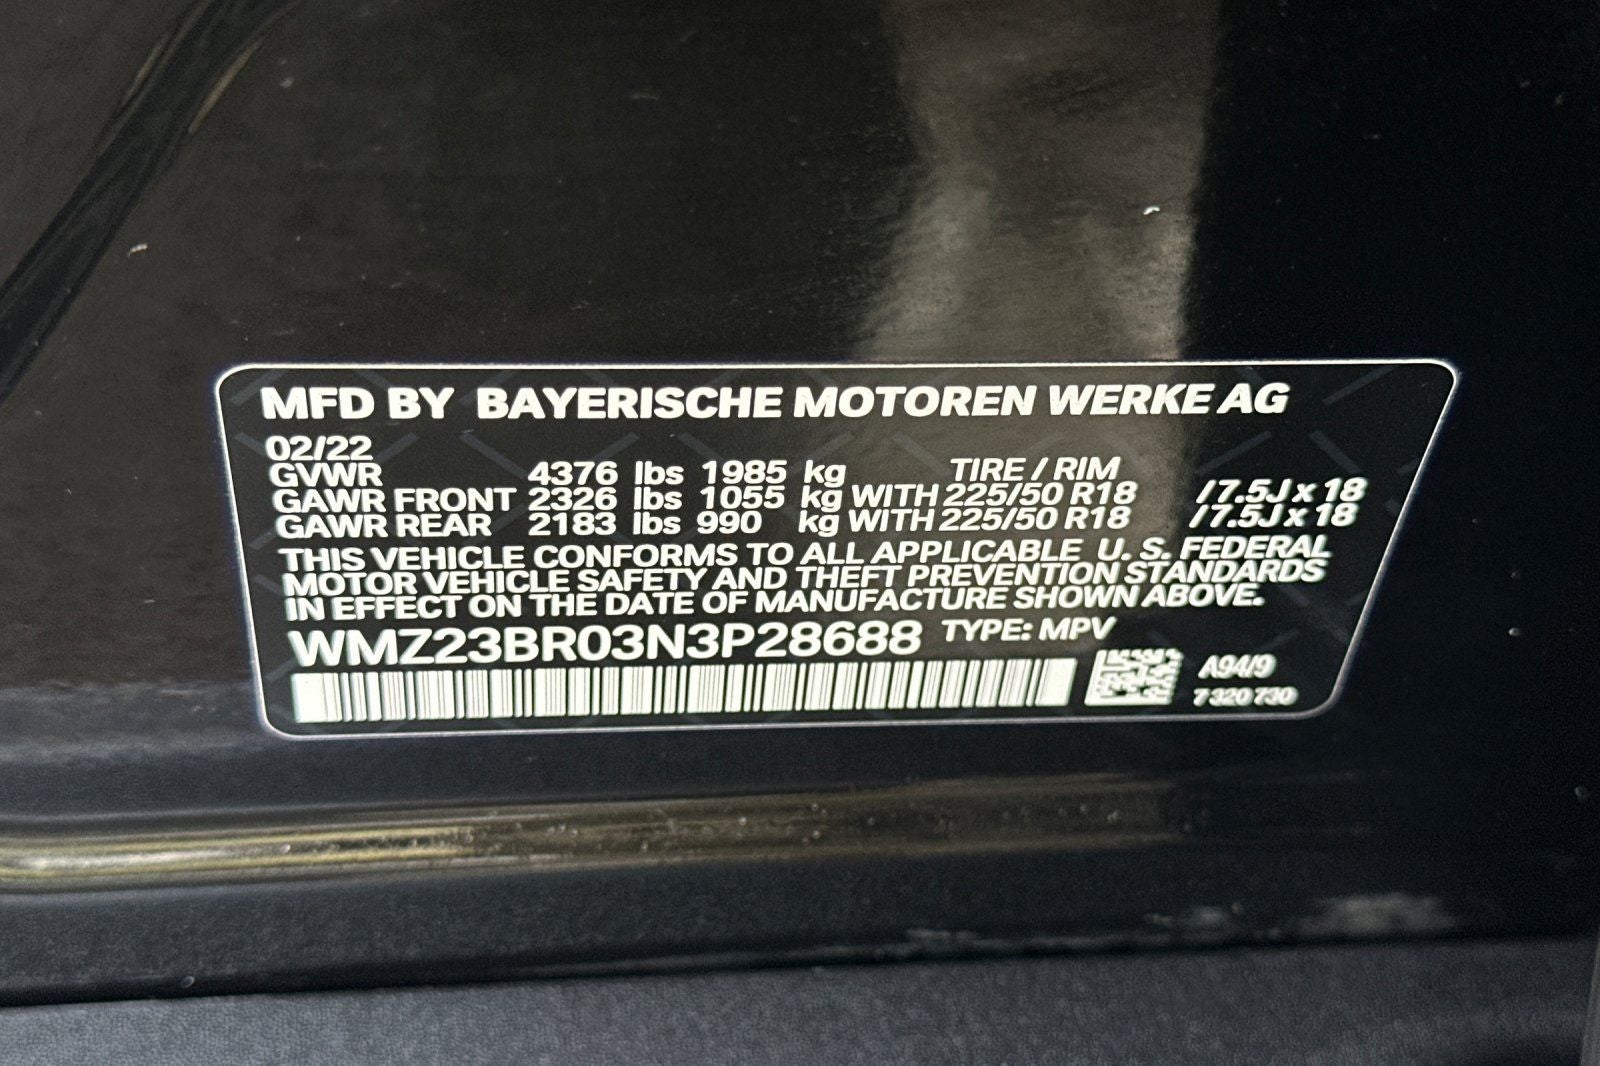 MFD BY BAYERISCHE MOTOREN WERKE AG
02/22
GVWR 4376 lbs 1985 kg TIRE / RIM
GAWR FRONT 2326 lbs 1055 kg WITH 225/50 R18 /7.5J x 18
GAWR REAR 2183 lbs 990 kg WITH 225/50 R18 /7.5J x 18
THIS VEHICLE CONFORMS TO ALL APPLICABLE U. S. FEDERAL
MOTOR VEHICLE SAFETY AND THEFT PREVENTION STANDARDS
IN EFFECT ON THE DATE OF MANUFACTURE SHOWN ABOVE.
WMZ23BR03N3P28688 TYPE: MPV
A94/9
7 320 730